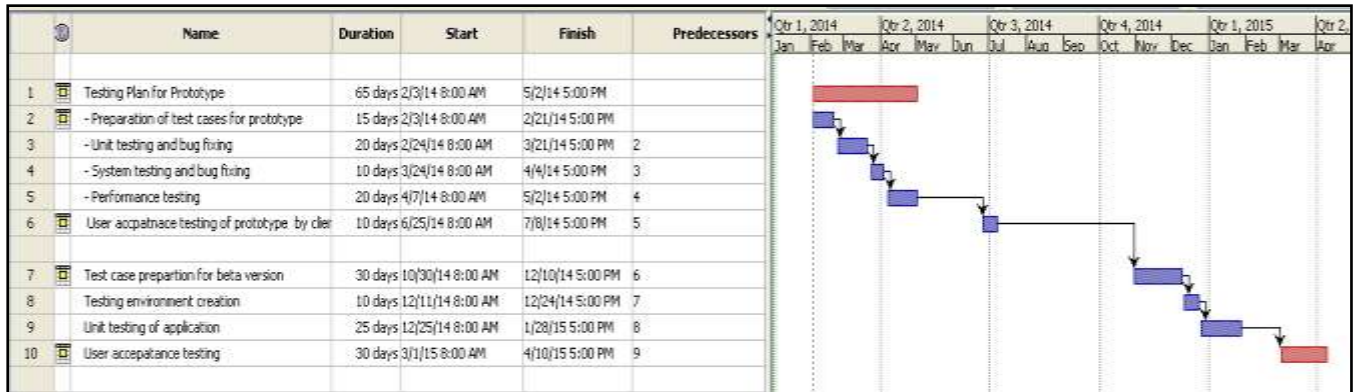 Name Duration Start Finish Predecessors
Qtr 1, 2014 Qtr 2, 2014 Qtr 3, 2014 Qtr 4, 2014 Qtr 1, 2015 Qtr 2,
Jan Feb Mar Apr May Jun Jul Aug Sep Oct Nov Dec Jan Feb Mar Apr
1 Testing Plan for Prototype 65 days 2/3/14 8:00 AM 5/2/14 5:00 PM
2 - Preparation of test cases for prototype 15 days 2/3/14 8:00 AM 2/21/14 5:00 PM
3 - Unit testing and bug fixing 20 days 2/24/14 8:00 AM 3/21/14 5:00 PM 2
4 - System testing and bug fixing 10 days 3/24/14 8:00 AM 4/4/14 5:00 PM 3
5 - Performance testing 20 days 4/7/14 8:00 AM 5/2/14 5:00 PM 4
6 User accpatnace testing of prototype by clier 10 days 6/25/14 8:00 AM 7/8/14 5:00 PM 5
7 Test case prepartion for beta version 30 days 10/30/14 8:00 AM 12/10/14 5:00 PM 6
8 Testing environment creation 10 days 12/11/14 8:00 AM 12/24/14 5:00 PM 7
9 Unit testing of application 25 days 12/25/14 8:00 AM 1/28/15 5:00 PM 8
10 User accepatance testing 30 days 3/1/15 8:00 AM 4/10/15 5:00 PM 9